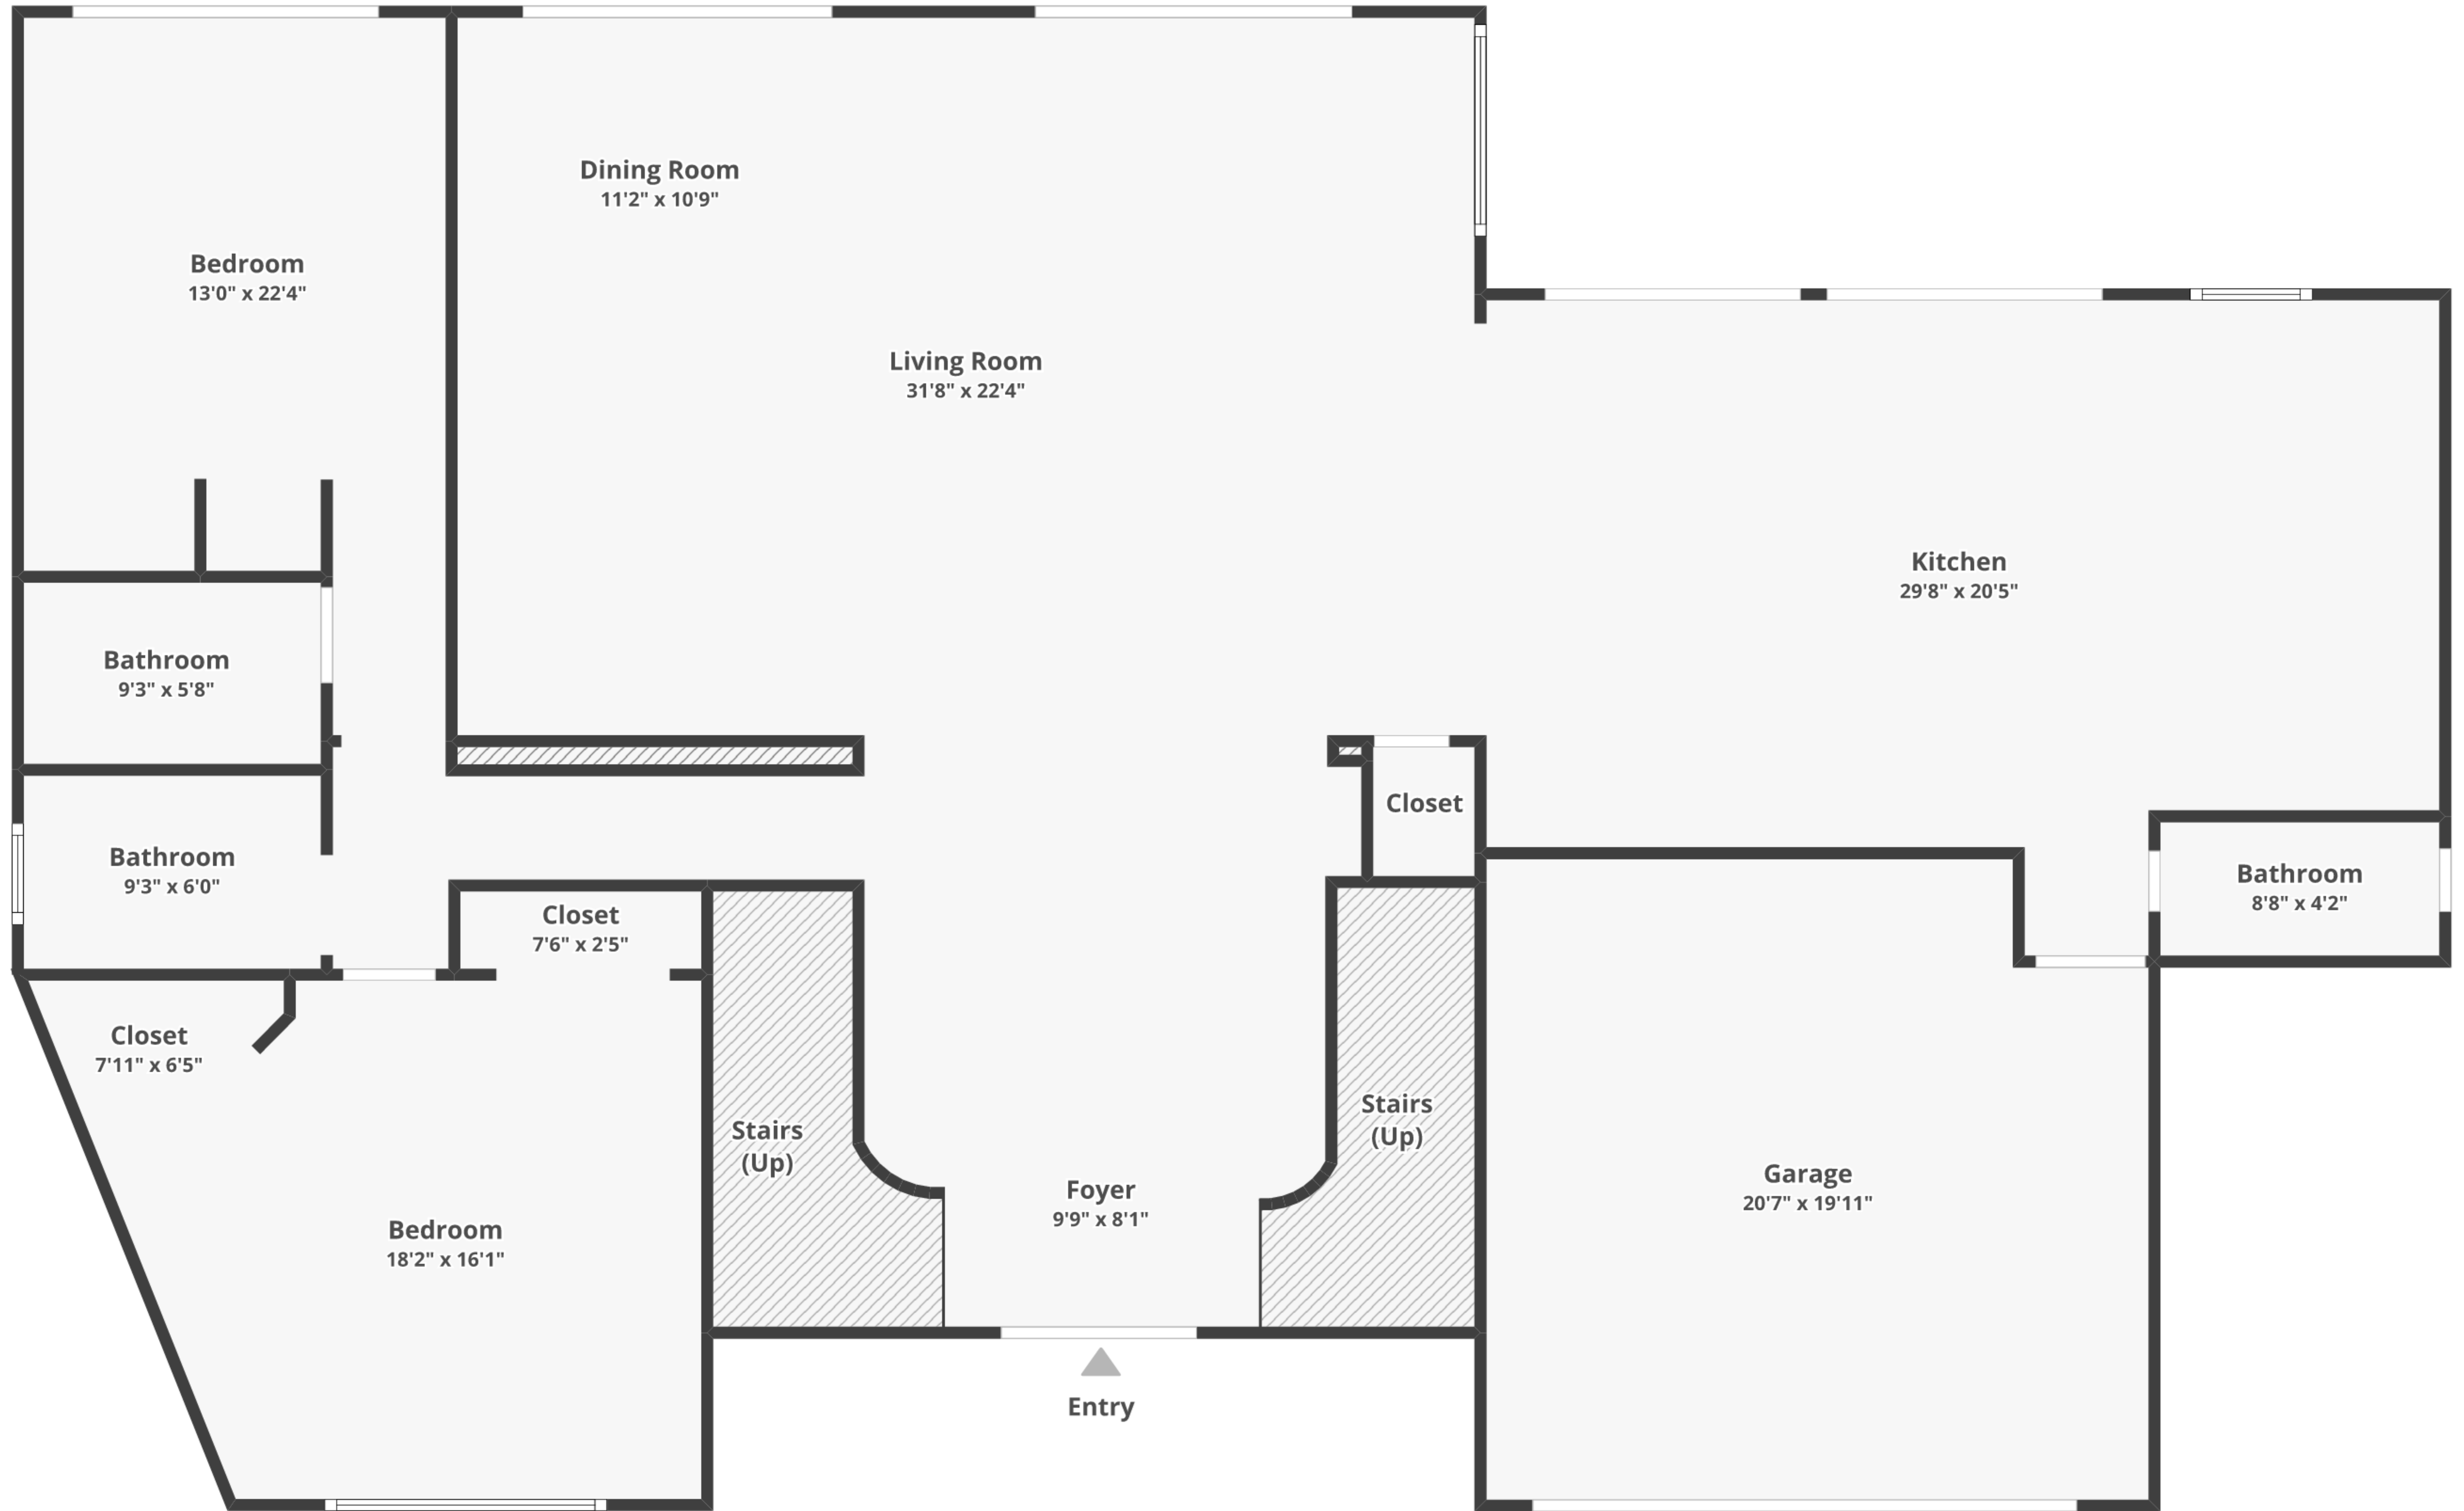 Dining Room
11'2" x 10'9"
Bedroom
13'0" x 22'4"
Living Room
31'8" x 22'4"
Kitchen
29'8" x 20'5"
Bathroom
9'3" x 5'8"
Closet
Bathroom
9'3" x 6'0"
Bathroom
8'8" x 4'2"
Closet
7'6" x 2'5"
Closet
7'11" x 6'5"
Stairs
(Up)
Stairs
(Up)
Foyer
9'9" x 8'1"
Garage
20'7" x 19'11"
Bedroom
18'2" x 16'1"
Entry